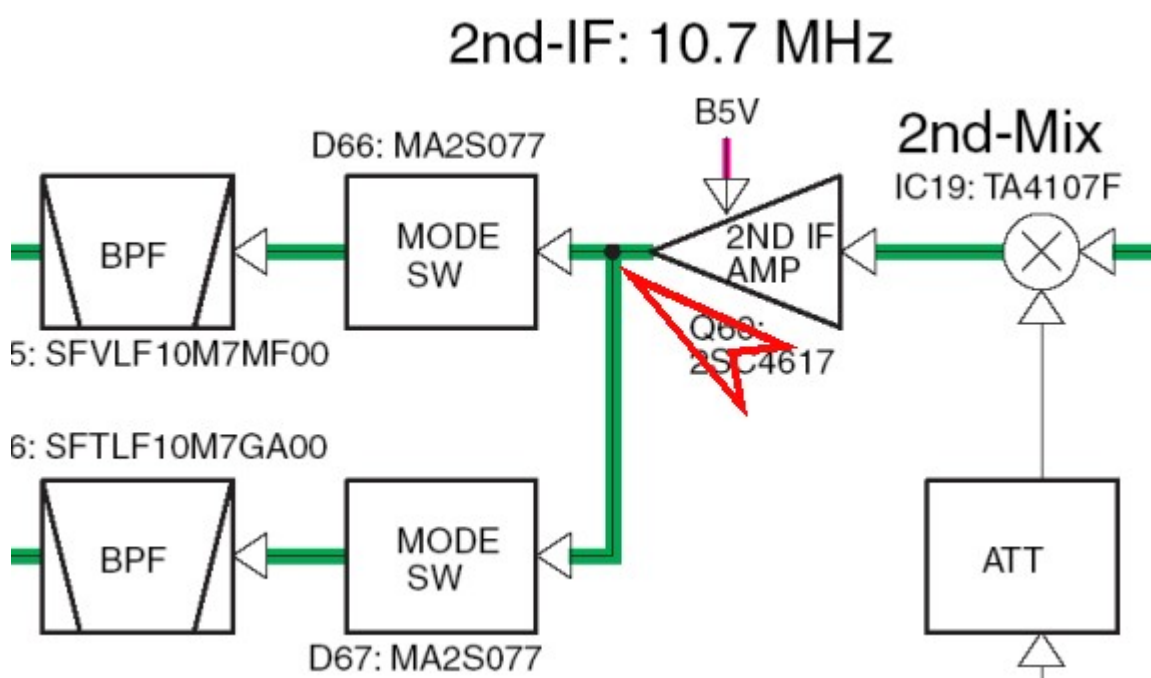 2nd-IF: 10.7 MHz
B5V
2nd-Mix
IC19: TA4107F
D66: MA2S077
BPF
MODE
SW
2ND IF
AMP
5: SFVLF10M7MF00
2SC4617
6: SFTLF10M7GA00
BPF
MODE
SW
ATT
D67: MA2S077